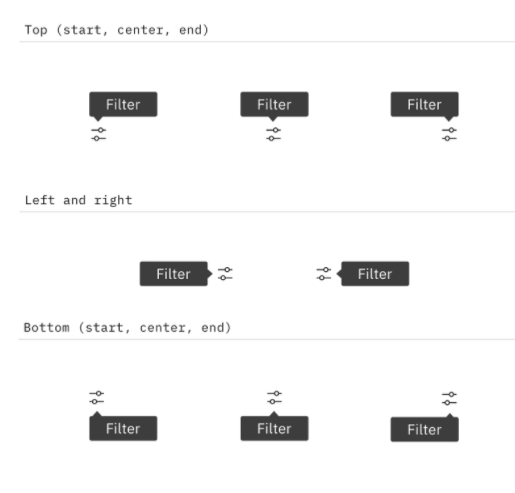 Top (start, center, end)
Filter Filter Filter
Left and right
Filter Filter
Bottom (start, center, end)
Filter Filter Filter